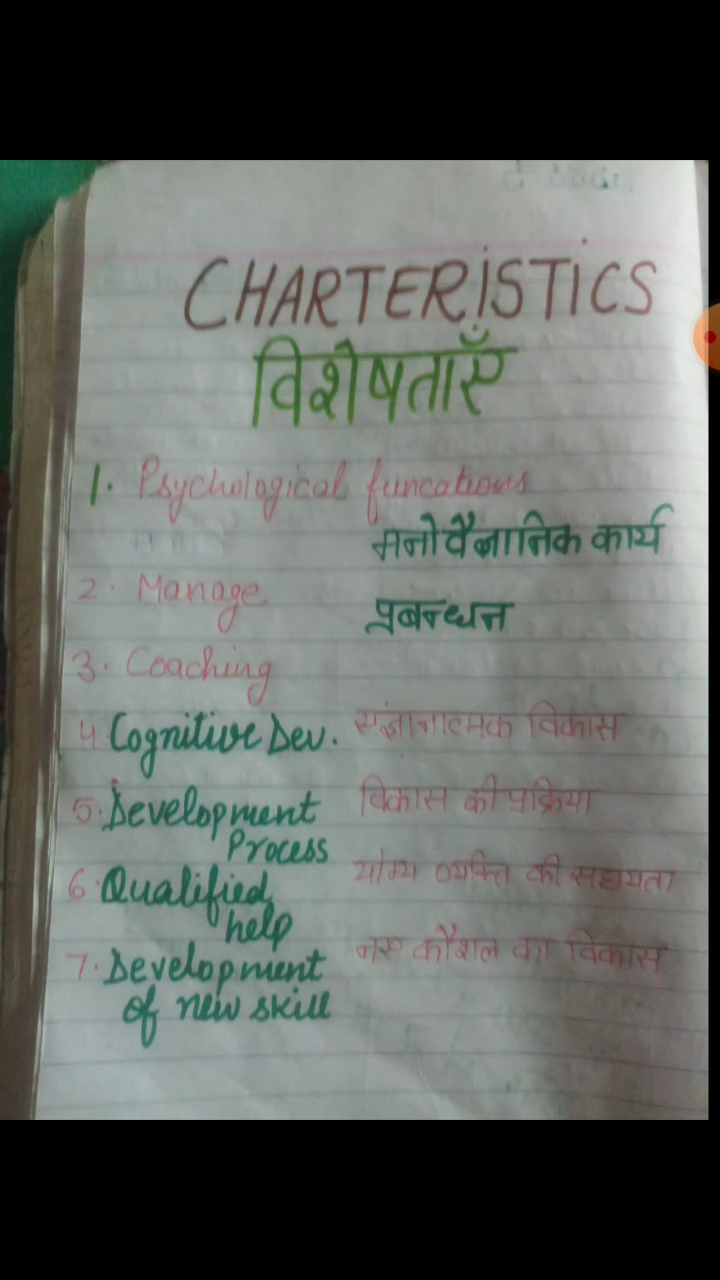 CHARTERISTICS
विशेषताएँ
1. Psychological funcations
मनोवैज्ञानिक कार्य
2. Manage प्रबन्धन
3. Coaching
4 Cognitive Dev. संज्ञानात्मक विकास
5. Development विकास की प्रक्रिया
Process
6. Qualified योग्य व्यक्ति की सहायता
help
7. Development नए कौशल का विकास
of new skill